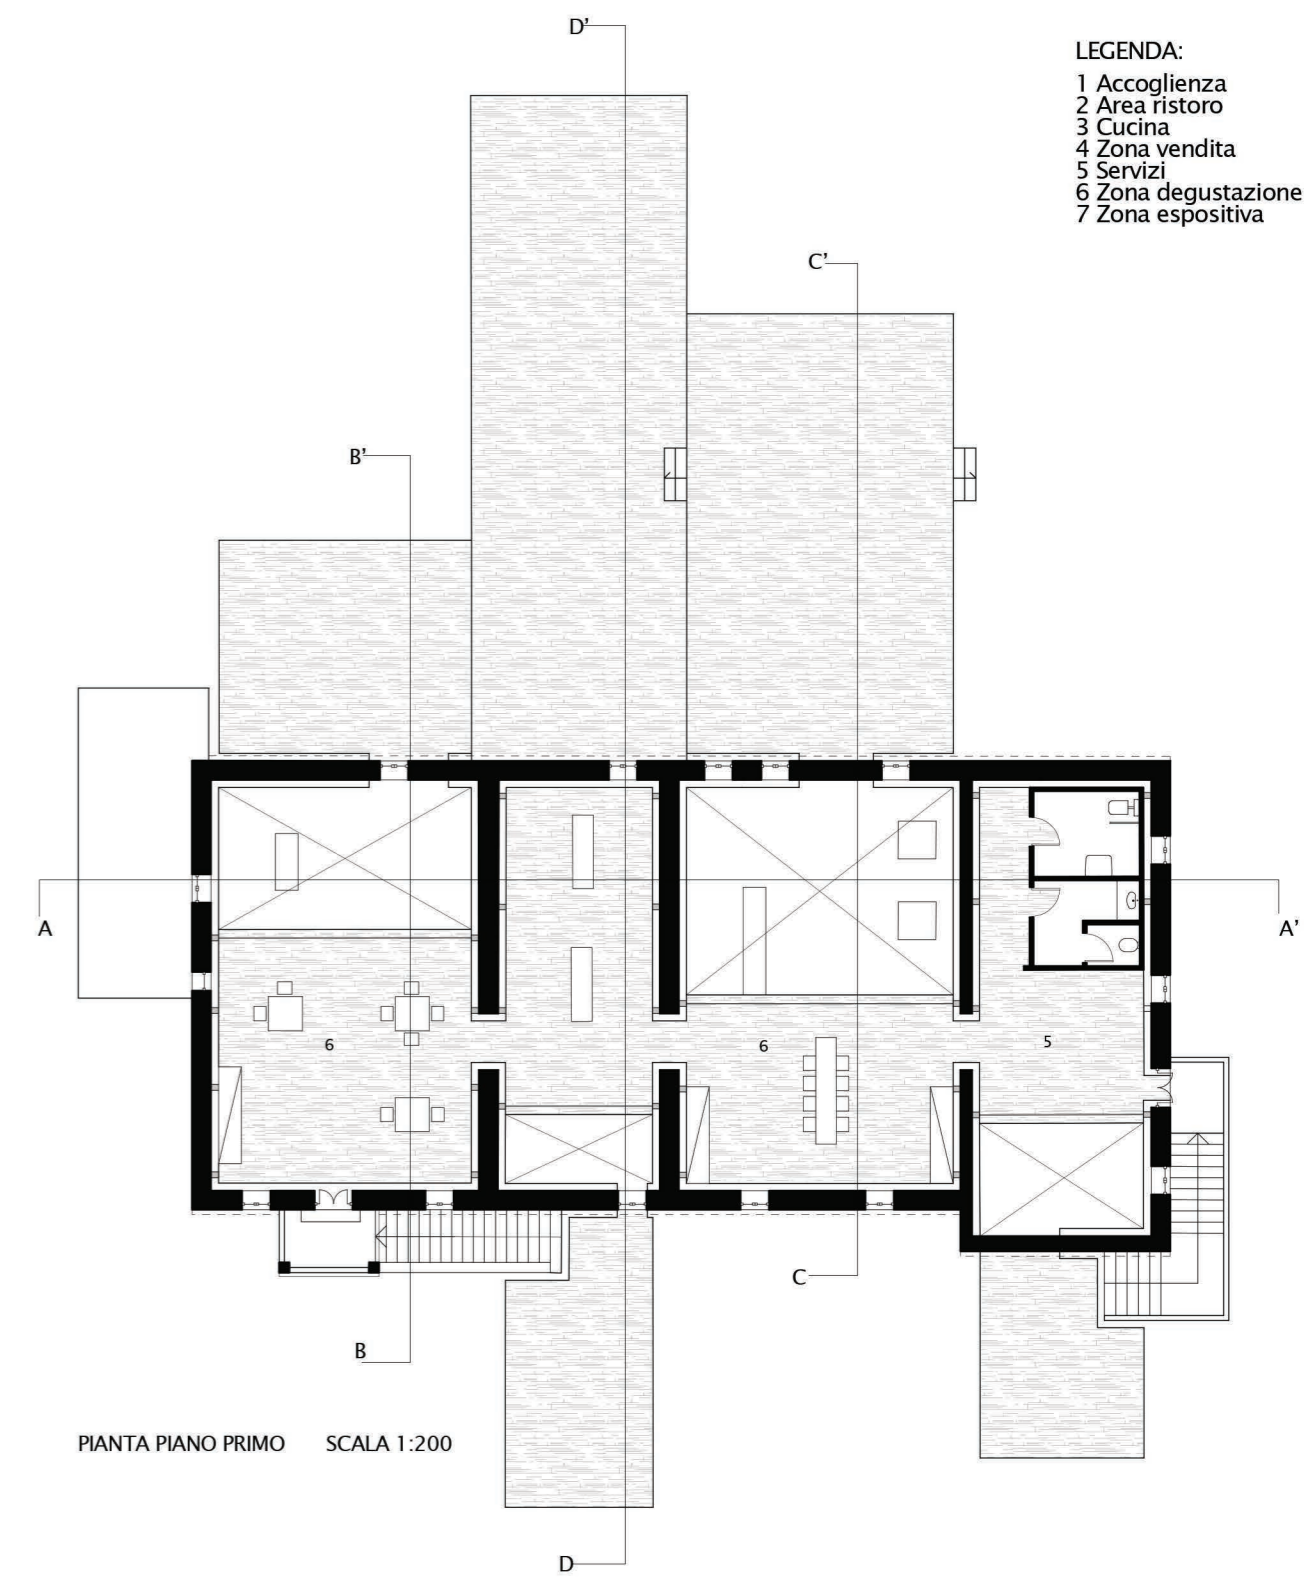 D'
LEGENDA:
1 Accoglienza
2 Area ristoro
3 Cucina
4 Zona vendita
5 Servizi
6 Zona degustazione
7 Zona espositiva
C'
B'
A
A'
6
6
5
C
B
PIANTA PIANO PRIMO SCALA 1:200
D